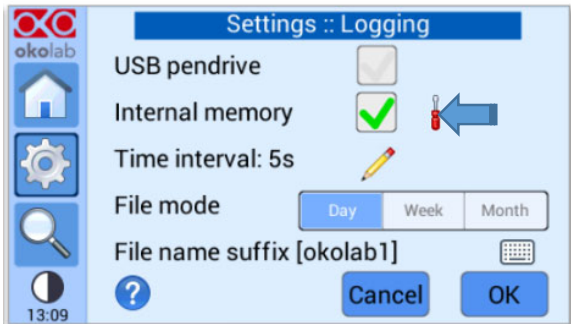 Settings :: Logging
okolab
USB pendrive
Internal memory
Time interval: 5s
File mode
Day
Week
Month
File name suffix [okolab1]
?
Cancel
OK
13:09